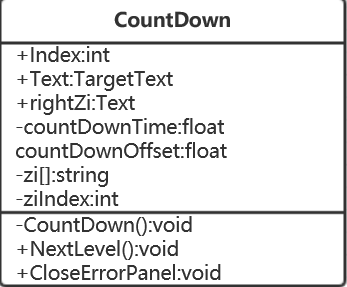 CountDown
+Index:int
+Text:TargetText
+rightZi:Text
-countDownTime:float
countDownOffset:float
-zi[]:string
-ziIndex:int
-CountDown():void
+NextLevel():void
+CloseErrorPanel:void